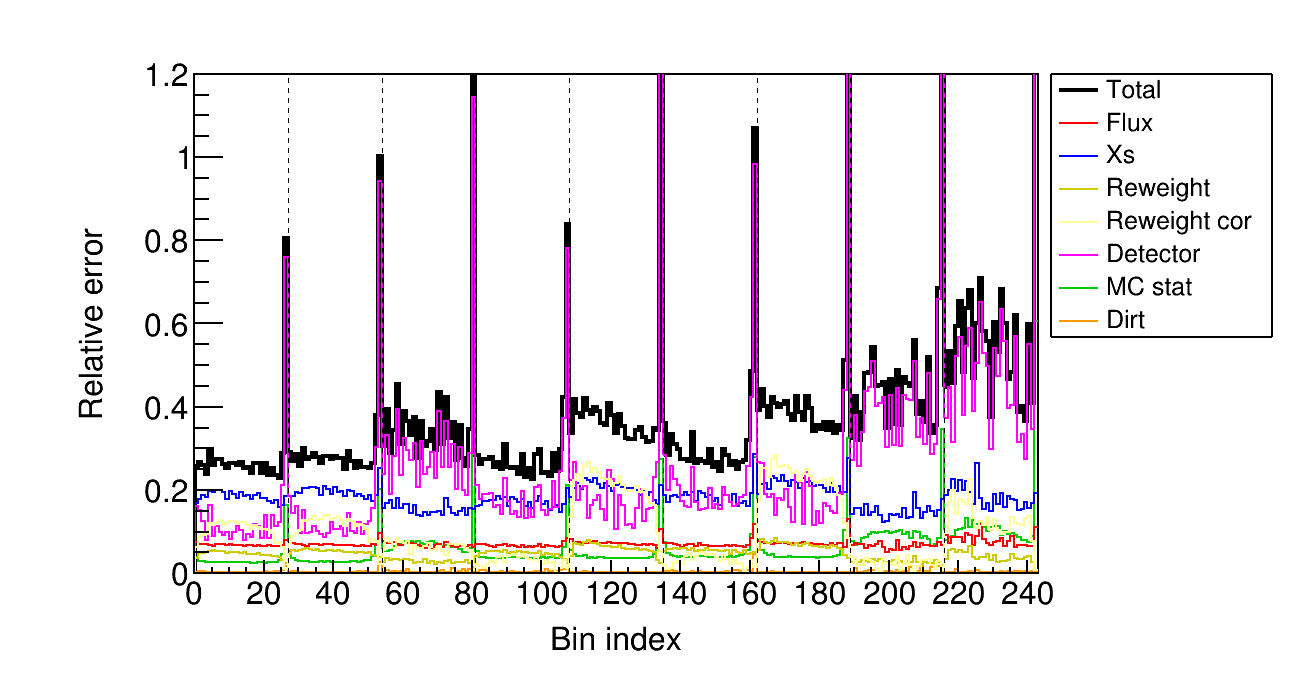 1.2
1
0.8
0.6
0.4
0.2
0
0 20 40 60 80 100 120 140 160 180 200 220 240
Relative error
Bin index
Total
Flux
Xs
Reweight
Reweight cor
Detector
MC stat
Dirt